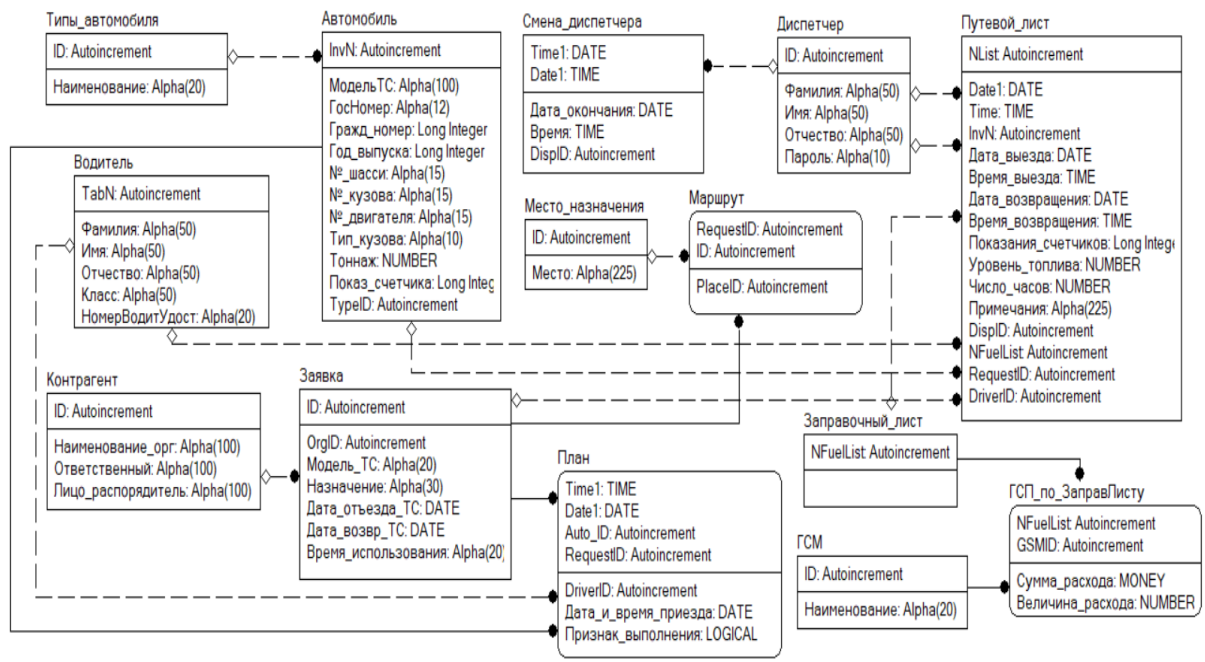 Типы_автомобиля
ID: Autoincrement
Наименование: Alpha(20)
Автомобиль
InvN: Autoincrement
МодельТС: Alpha(100)
ГосНомер: Alpha(12)
Гражд_номер: Long Integer
Год_выпуска: Long Integer
№_шасси: Alpha(15)
№_кузова: Alpha(15)
№_двигателя: Alpha(15)
Тип_кузова: Alpha(10)
Тоннаж: NUMBER
Показ_счетчика: Long Integ
TypeID: Autoincrement
Смена_диспетчера
Time1: DATE
Date1: TIME
Дата_окончания: DATE
Время: TIME
DispID: Autoincrement
Диспетчер
ID: Autoincrement
Фамилия: Alpha(50)
Имя: Alpha(50)
Отчество: Alpha(50)
Пароль: Alpha(10)
Путевой_лист
NList: Autoincrement
Date1: DATE
Time: TIME
InvN: Autoincrement
Дата_выезда: DATE
Время_выезда: TIME
Дата_возвращения: DATE
Время_возвращения: TIME
Показания_счетчиков: Long Intege
Уровень_топлива: NUMBER
Число_часов: NUMBER
Примечания: Alpha(225)
DispID: Autoincrement
NFuelList: Autoincrement
RequestID: Autoincrement
DriverID: Autoincrement
Водитель
TabN: Autoincrement
Фамилия: Alpha(50)
Имя: Alpha(50)
Отчество: Alpha(50)
Класс: Alpha(50)
НомерВодитУдост: Alpha(20)
Место_назначения
ID: Autoincrement
Место: Alpha(225)
Маршрут
RequestID: Autoincrement
ID: Autoincrement
PlaceID: Autoincrement
Контрагент
ID: Autoincrement
Наименование_орг: Alpha(100)
Ответственный: Alpha(100)
Лицо_распорядитель: Alpha(100)
Заявка
ID: Autoincrement
OrgID: Autoincrement
Модель_ТС: Alpha(20)
Назначение: Alpha(30)
Дата_отъезда_ТС: DATE
Дата_возвр_ТС: DATE
Время_использования: Alpha(20)
План
Time1: TIME
Date1: DATE
Auto_ID: Autoincrement
RequestID: Autoincrement
DriverID: Autoincrement
Дата_и_время_приезда: DATE
Признак_выполнения: LOGICAL
Заправочный_лист
NFuelList: Autoincrement
ГСМ
ID: Autoincrement
Наименование: Alpha(20)
ГСП_по_ЗаправЛисту
NFuelList: Autoincrement
GSMID: Autoincrement
Сумма_расхода: MONEY
Величина_расхода: NUMBER